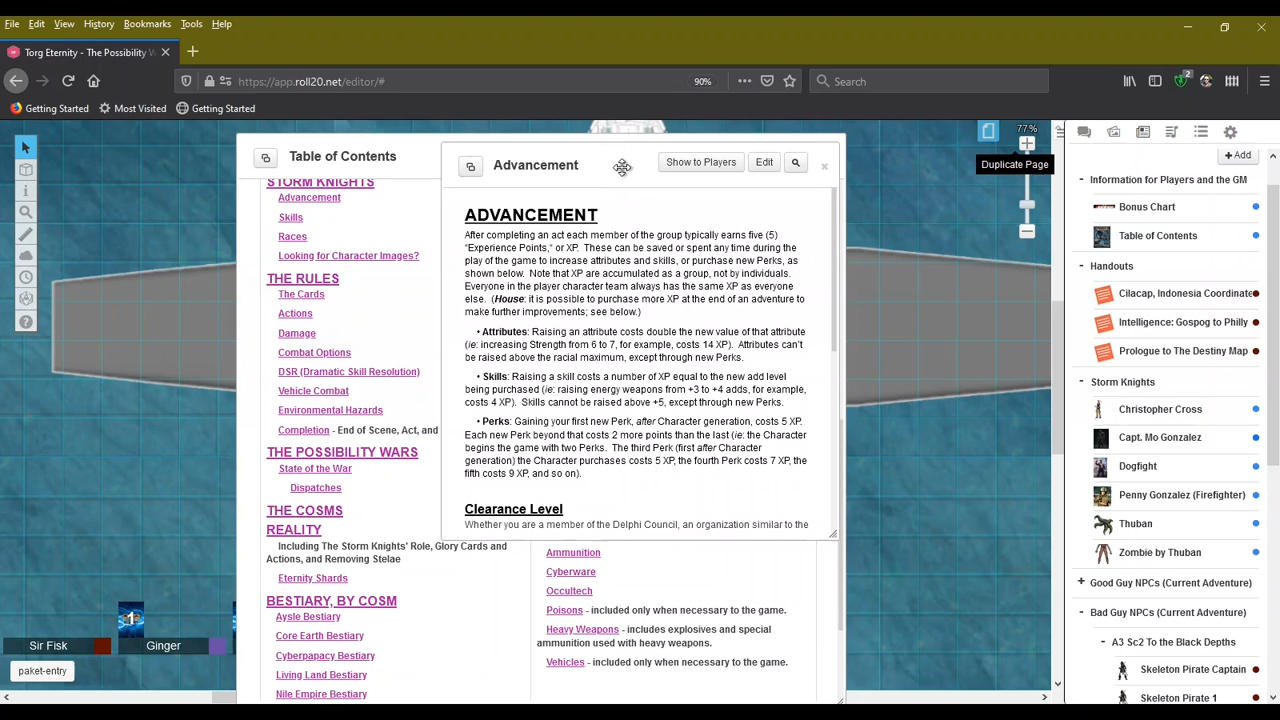 File Edit View History Bookmarks Tools Help
Torg Eternity - The Possibility W
https://app.roll20.net/editor/#
90%
Search
Getting Started Most Visited Getting Started
Table of Contents
STORM KNIGHTS
Advancement
Skills
Races
Looking for Character Images?
THE RULES
The Cards
Actions
Damage
Combat Options
DSR (Dramatic Skill Resolution)
Vehicle Combat
Environmental Hazards
Completion - End of Scene, Act, and
THE POSSIBILITY WARS
State of the War
Dispatches
THE COSMS
REALITY
Including The Storm Knights' Role, Glory Cards and
Actions, and Removing Stelae
Eternity Shards
BESTIARY, BY COSM
Aysle Bestiary
Core Earth Bestiary
Cyberpapacy Bestiary
Living Land Bestiary
Nile Empire Bestiary
Advancement
Show to Players Edit
ADVANCEMENT
After completing an act each member of the group typically earns five (5)
"Experience Points," or XP. These can be saved or spent any time during the
play of the game to increase attributes and skills, or purchase new Perks, as
shown below. Note that XP are accumulated as a group, not by individuals.
Everyone in the player character team always has the same XP as everyone
else. (House: it is possible to purchase more XP at the end of an adventure to
make further improvements; see below.)
• Attributes: Raising an attribute costs double the new value of that attribute
(ie: increasing Strength from 6 to 7, for example, costs 14 XP). Attributes can't
be raised above the racial maximum, except through new Perks.
• Skills: Raising a skill costs a number of XP equal to the new add level
being purchased (ie: raising energy weapons from +3 to +4 adds, for example,
costs 4 XP). Skills cannot be raised above +5, except through new Perks.
• Perks: Gaining your first new Perk, after Character generation, costs 5 XP.
Each new Perk beyond that costs 2 more points than the last (ie: the Character
begins the game with two Perks. The third Perk (first after Character
generation) the Character purchases costs 5 XP, the fourth Perk costs 7 XP, the
fifth costs 9 XP, and so on).
Clearance Level
Whether you are a member of the Delphi Council, an organization similar to the
Ammunition
Cyberware
Occultech
Poisons - included only when necessary to the game.
Heavy Weapons - includes explosives and special
ammunition used with heavy weapons.
Vehicles - included only when necessary to the game.
77%
Duplicate Page
2
+ Add
Information for Players and the GM
Bonus Chart
Table of Contents
Handouts
Cilacap, Indonesia Coordinate
Intelligence: Gospog to Philly
Prologue to The Destiny Map
Storm Knights
Christopher Cross
Capt. Mo Gonzalez
Dogfight
Penny Gonzalez (Firefighter)
Thuban
Zombie by Thuban
Good Guy NPCs (Current Adventure)
Bad Guy NPCs (Current Adventure)
A3 Sc2 To the Black Depths
Skeleton Pirate Captain
Skeleton Pirate 1
1
Sir Fisk
Ginger
paket-entry